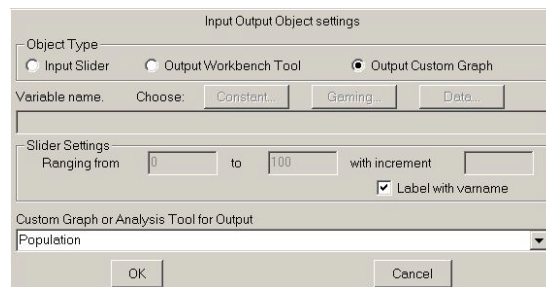 Input Output Object settings
Object Type
Input Slider Output Workbench Tool Output Custom Graph
Variable name. Choose: Constant... Gaming... Data...
Slider Settings
Ranging from 0 to 100 with increment
Label with varname
Custom Graph or Analysis Tool for Output
Population
OK Cancel